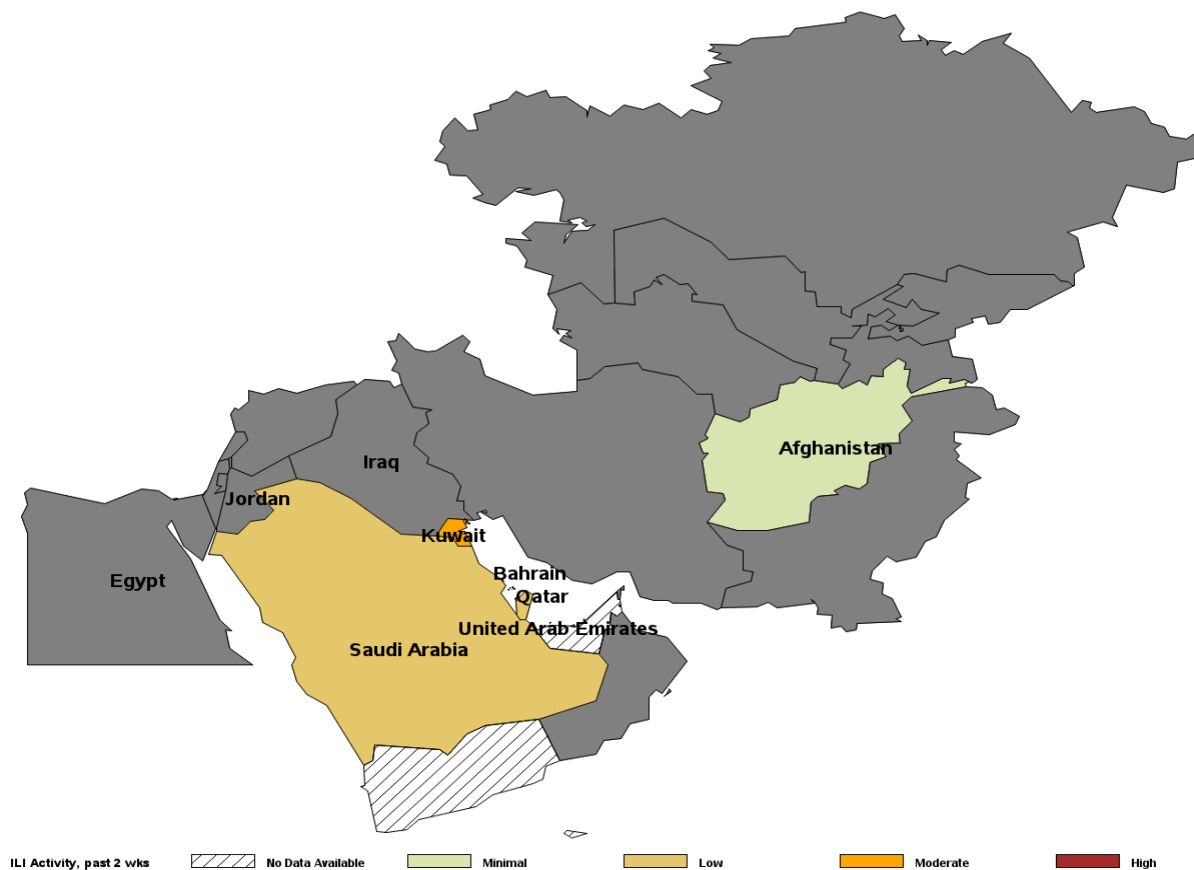 Afghanistan
Iraq
Jordan
Kuwait
Bahrain
Egypt
Qatar
United Arab Emirates
Saudi Arabia
ILI Activity, past 2 wks No Data Available Minimal Low Moderate High